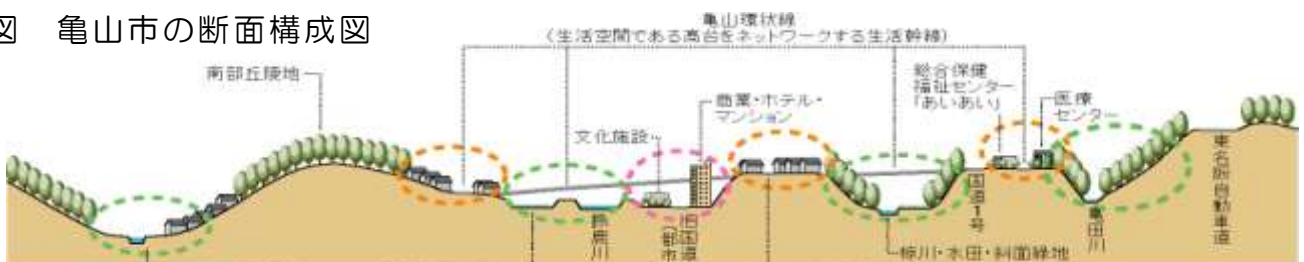 図 亀山市の断面構成図
亀山環状線
（生活空間である高台をネットワークする生活幹線）
南部丘陵地
文化施設
商業・ホテル・
マンション
総合保健
福祉センター
「あいあい」
医療
センター
鈴鹿川
旧国道
（都市
国道1号
椋川・水田・斜面緑地
亀田川
東名阪自動車道